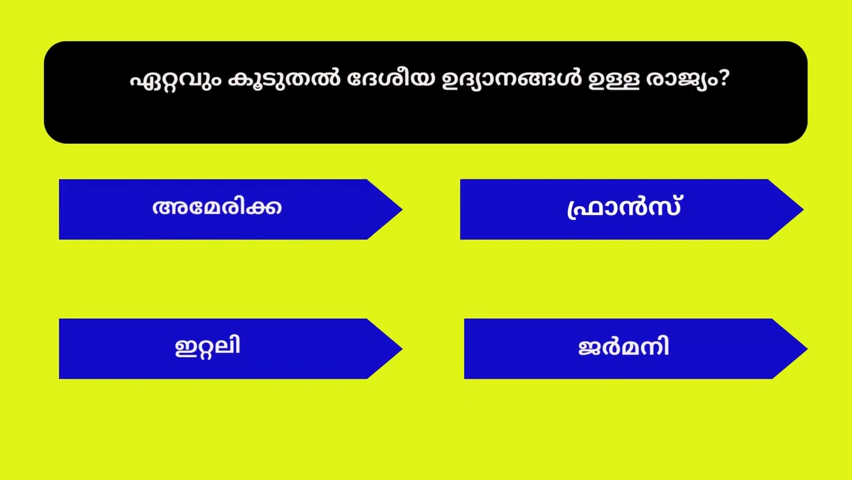 ഏറ്റവും കൂടുതൽ ദേശീയ ഉദ്യാനങ്ങൾ ഉള്ള രാജ്യം?
അമേരിക്ക
ഫ്രാൻസ്
ഇറ്റലി
ജർമനി